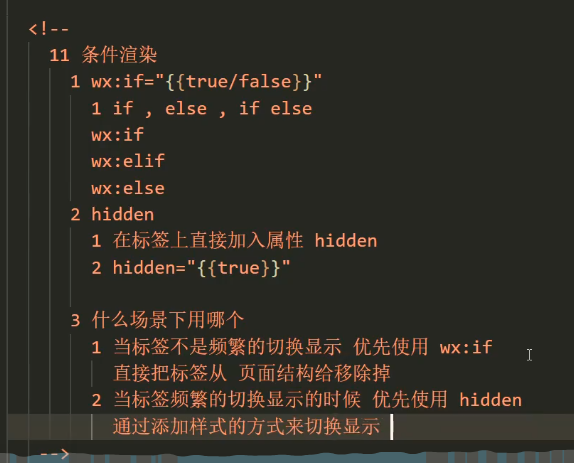 <!--
11 条件渲染
1 wx:if="{{true/false}}"
1 if , else , if else
wx:if
wx:elif
wx:else
2 hidden
1 在标签上直接加入属性 hidden
2 hidden="{{true}}"
3 什么场景下用哪个
1 当标签不是频繁的切换显示 优先使用 wx:if
直接把标签从 页面结构给移除掉
2 当标签频繁的切换显示的时候 优先使用 hidden
通过添加样式的方式来切换显示
-->